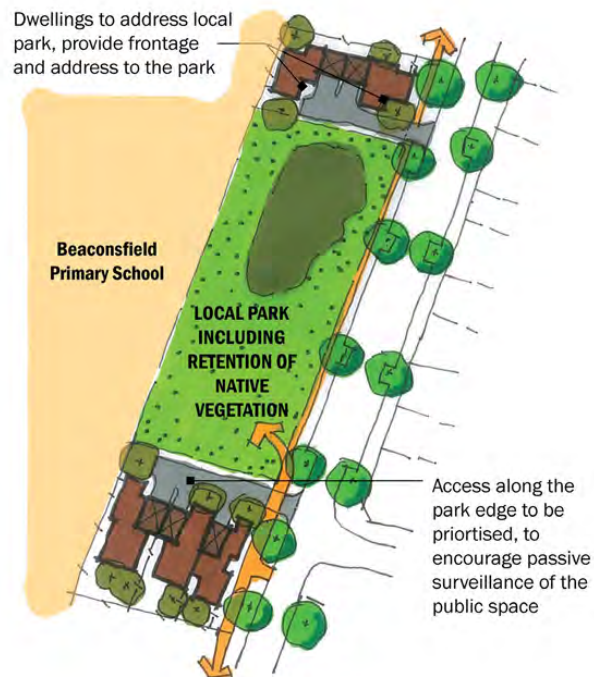 Dwellings to address local
park, provide frontage
and address to the park
Beaconsfield
Primary School
LOCAL PARK
INCLUDING
RETENTION OF
NATIVE
VEGETATION
Access along the
park edge to be
priortised, to
encourage passive
surveillance of the
public space